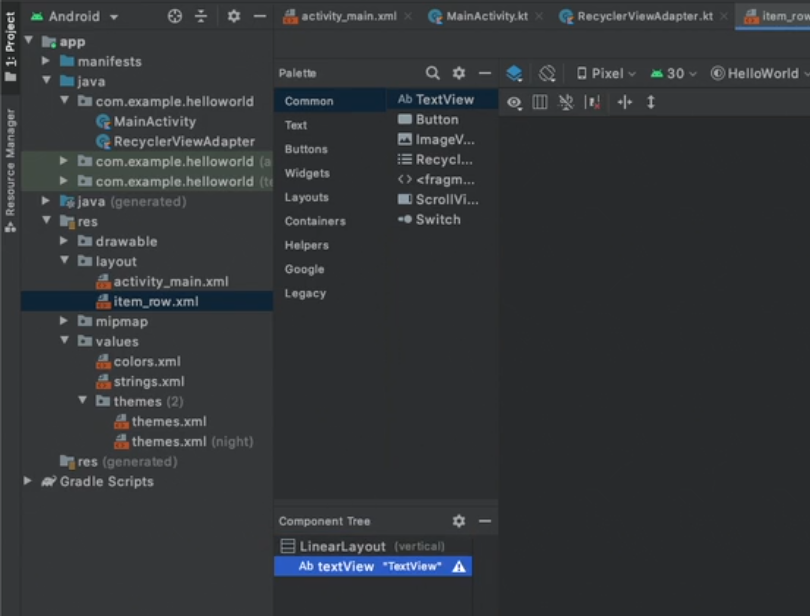 Android
activity_main.xml
MainActivity.kt
RecyclerViewAdapter.kt
item_row
1: Project
Resource Manager
app
manifests
java
com.example.helloworld
MainActivity
RecyclerViewAdapter
com.example.helloworld (a
com.example.helloworld (te
java (generated)
res
drawable
layout
activity_main.xml
item_row.xml
mipmap
values
colors.xml
strings.xml
themes (2)
themes.xml
themes.xml (night)
res (generated)
Gradle Scripts
Palette
Common
Text
Buttons
Widgets
Layouts
Containers
Helpers
Google
Legacy
Ab TextView
Button
ImageV...
Recycl...
<> <fragm...
ScrollVi...
Switch
Pixel
30
HelloWorld
Component Tree
LinearLayout (vertical)
Ab textView "TextView"